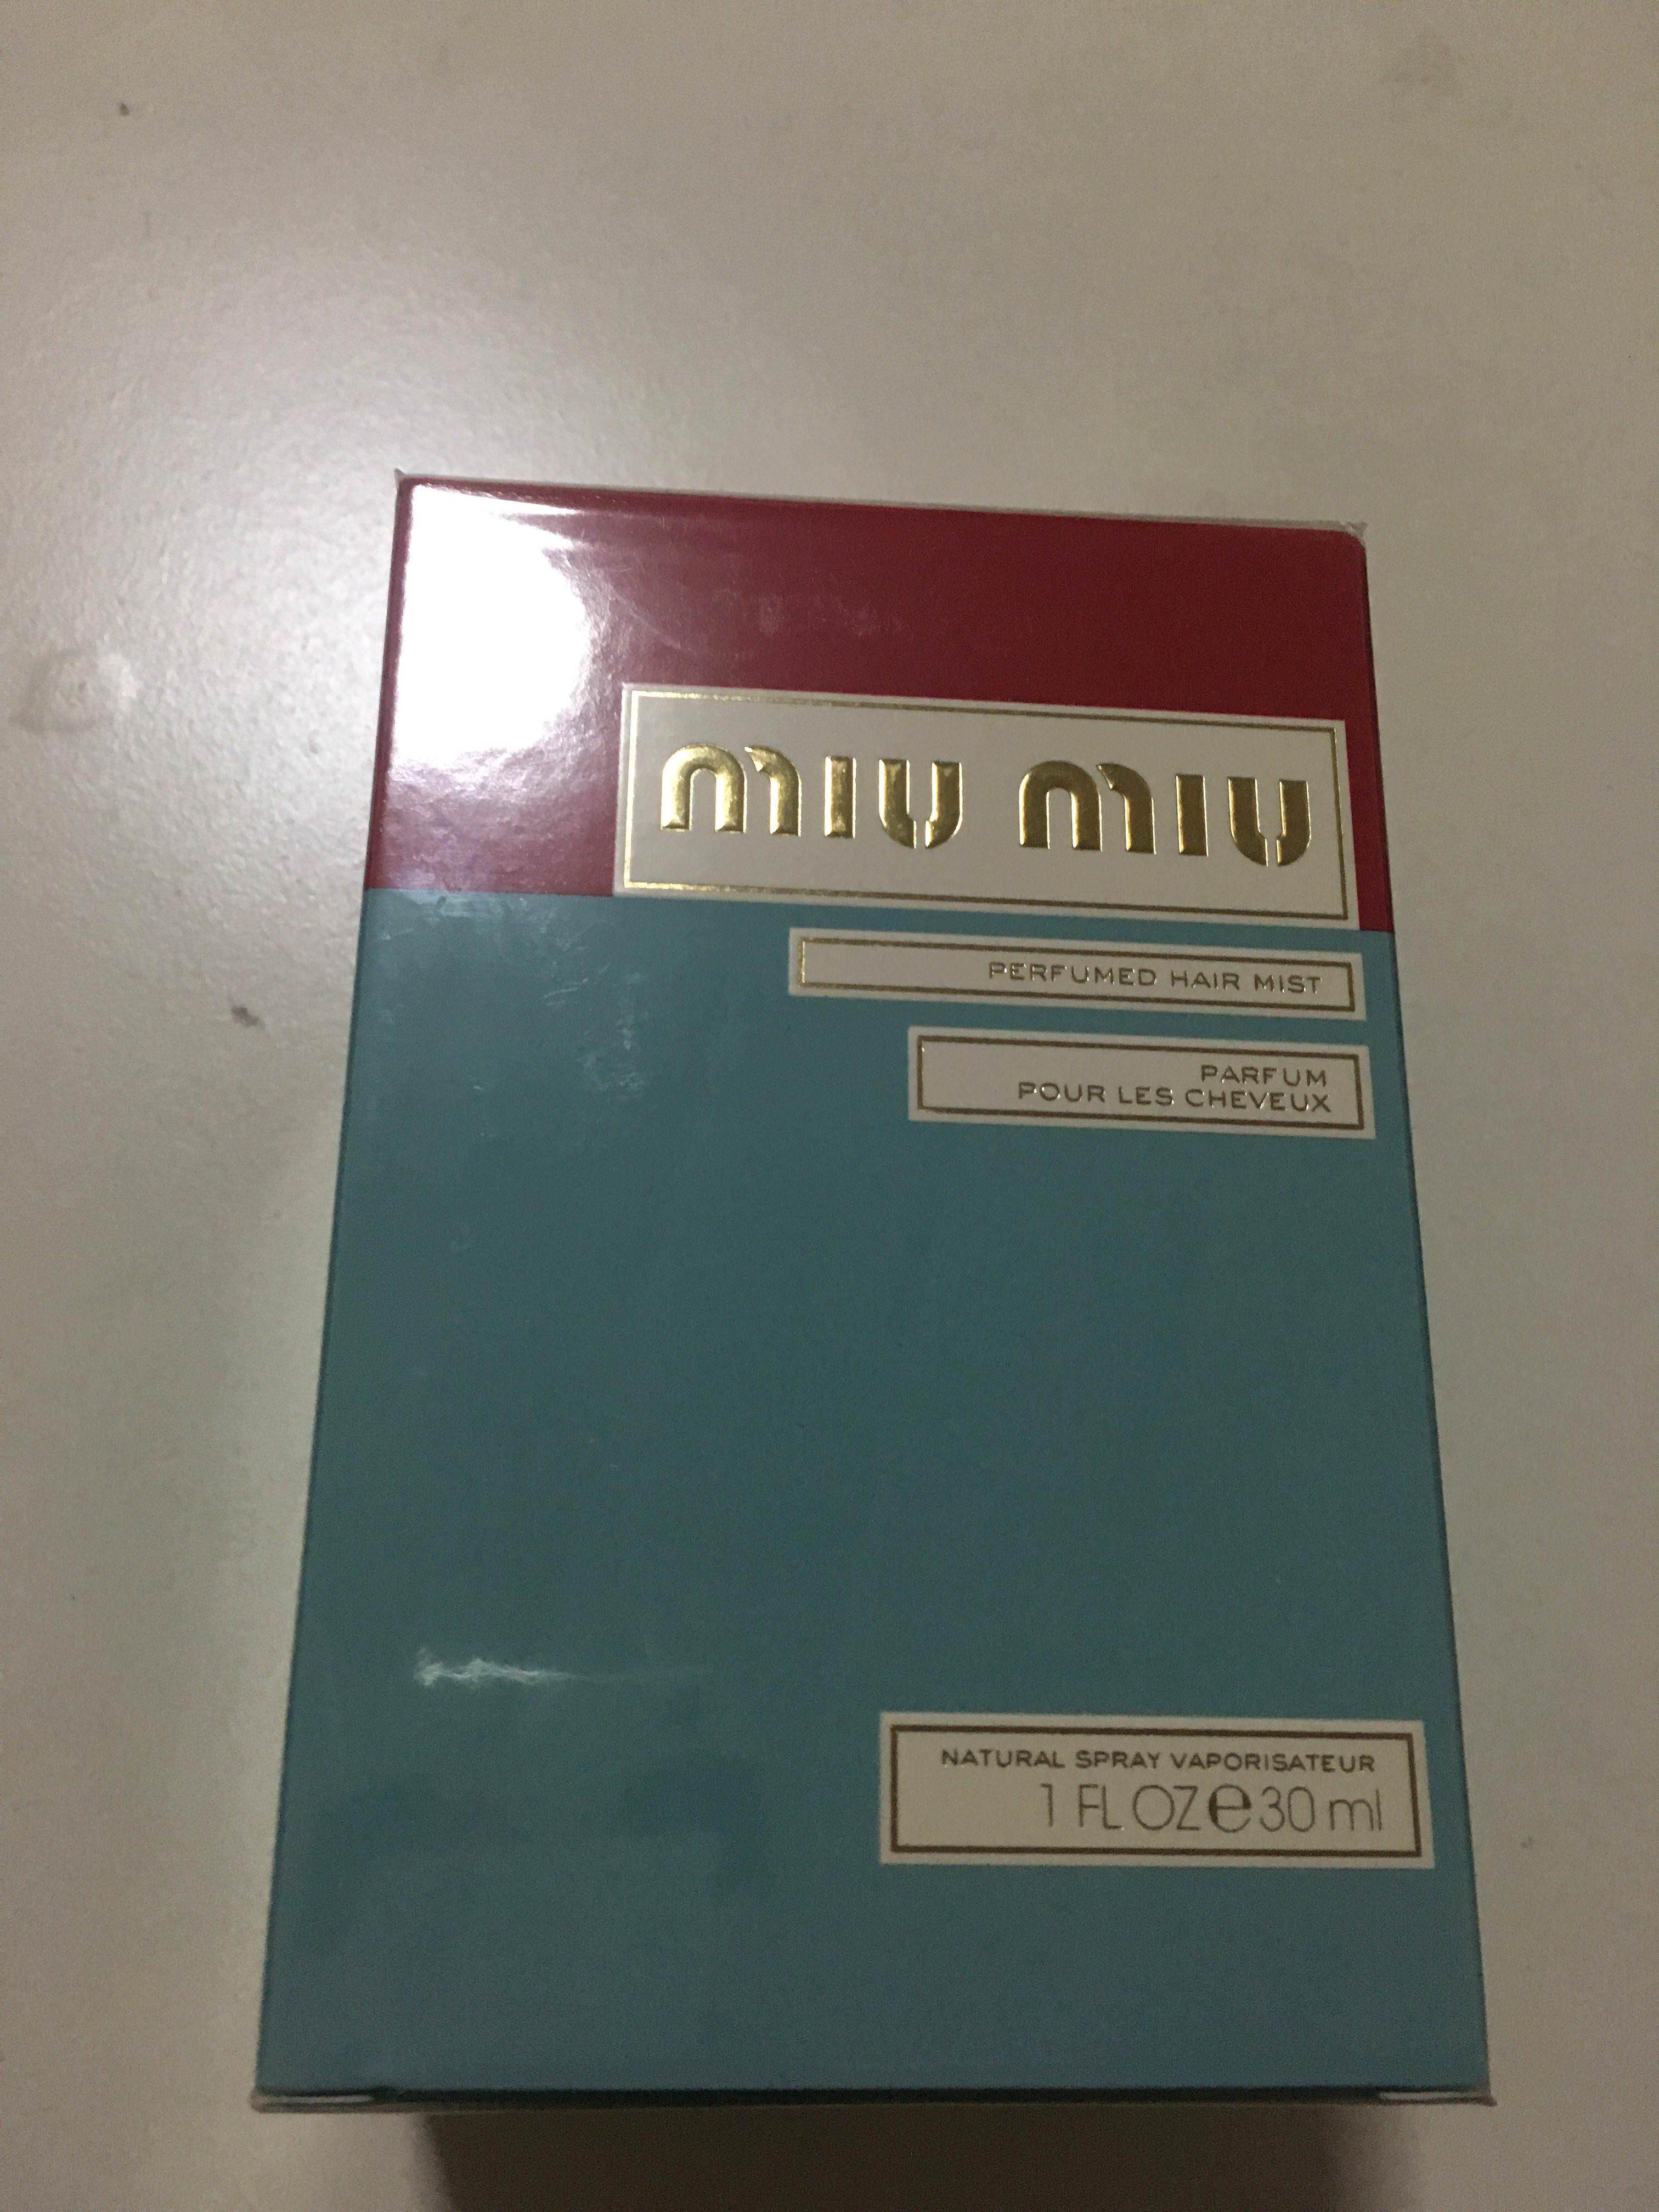 miu miu
PERFUMED HAIR MIST
PARFUM
POUR LES CHEVEUX
NATURAL SPRAY VAPORISATEUR
1 FL OZ e 30 ml